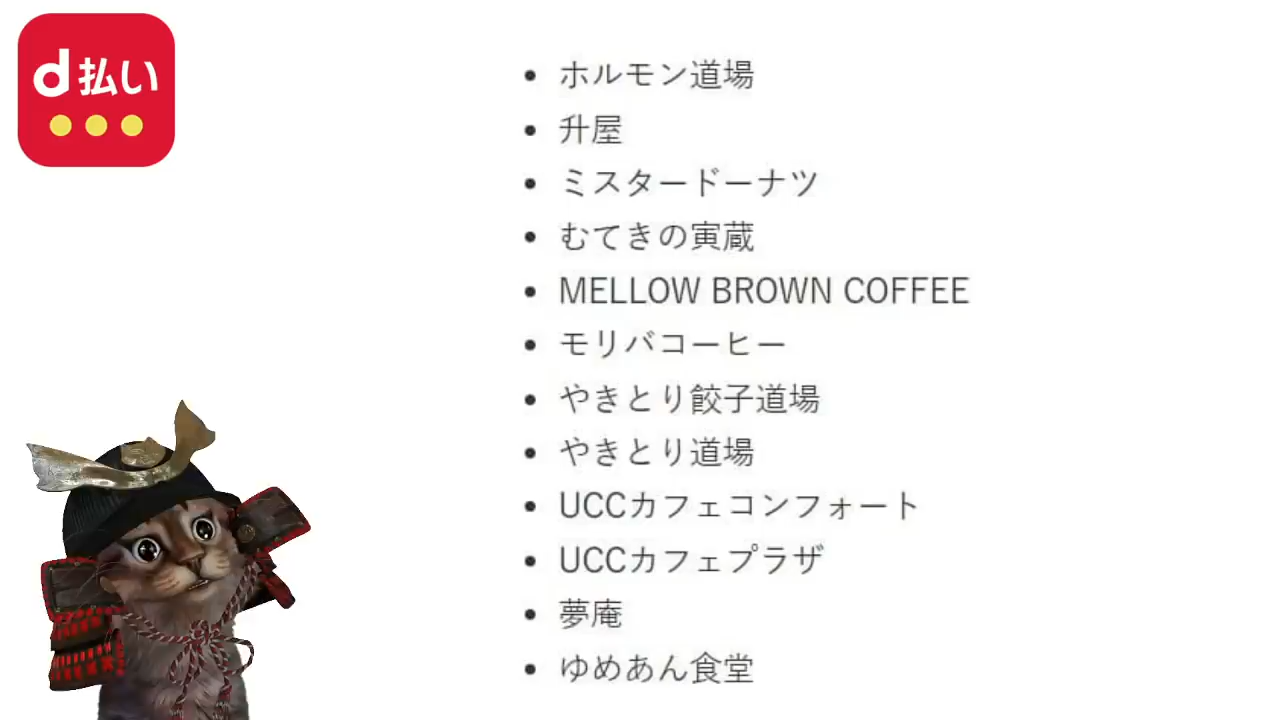 d払い
ホルモン道場
升屋
ミスタードーナツ
むてきの寅蔵
MELLOW BROWN COFFEE
モリバコーヒー
やきとり餃子道場
やきとり道場
UCCカフェコンフォート
UCCカフェプラザ
夢庵
ゆめあん食堂